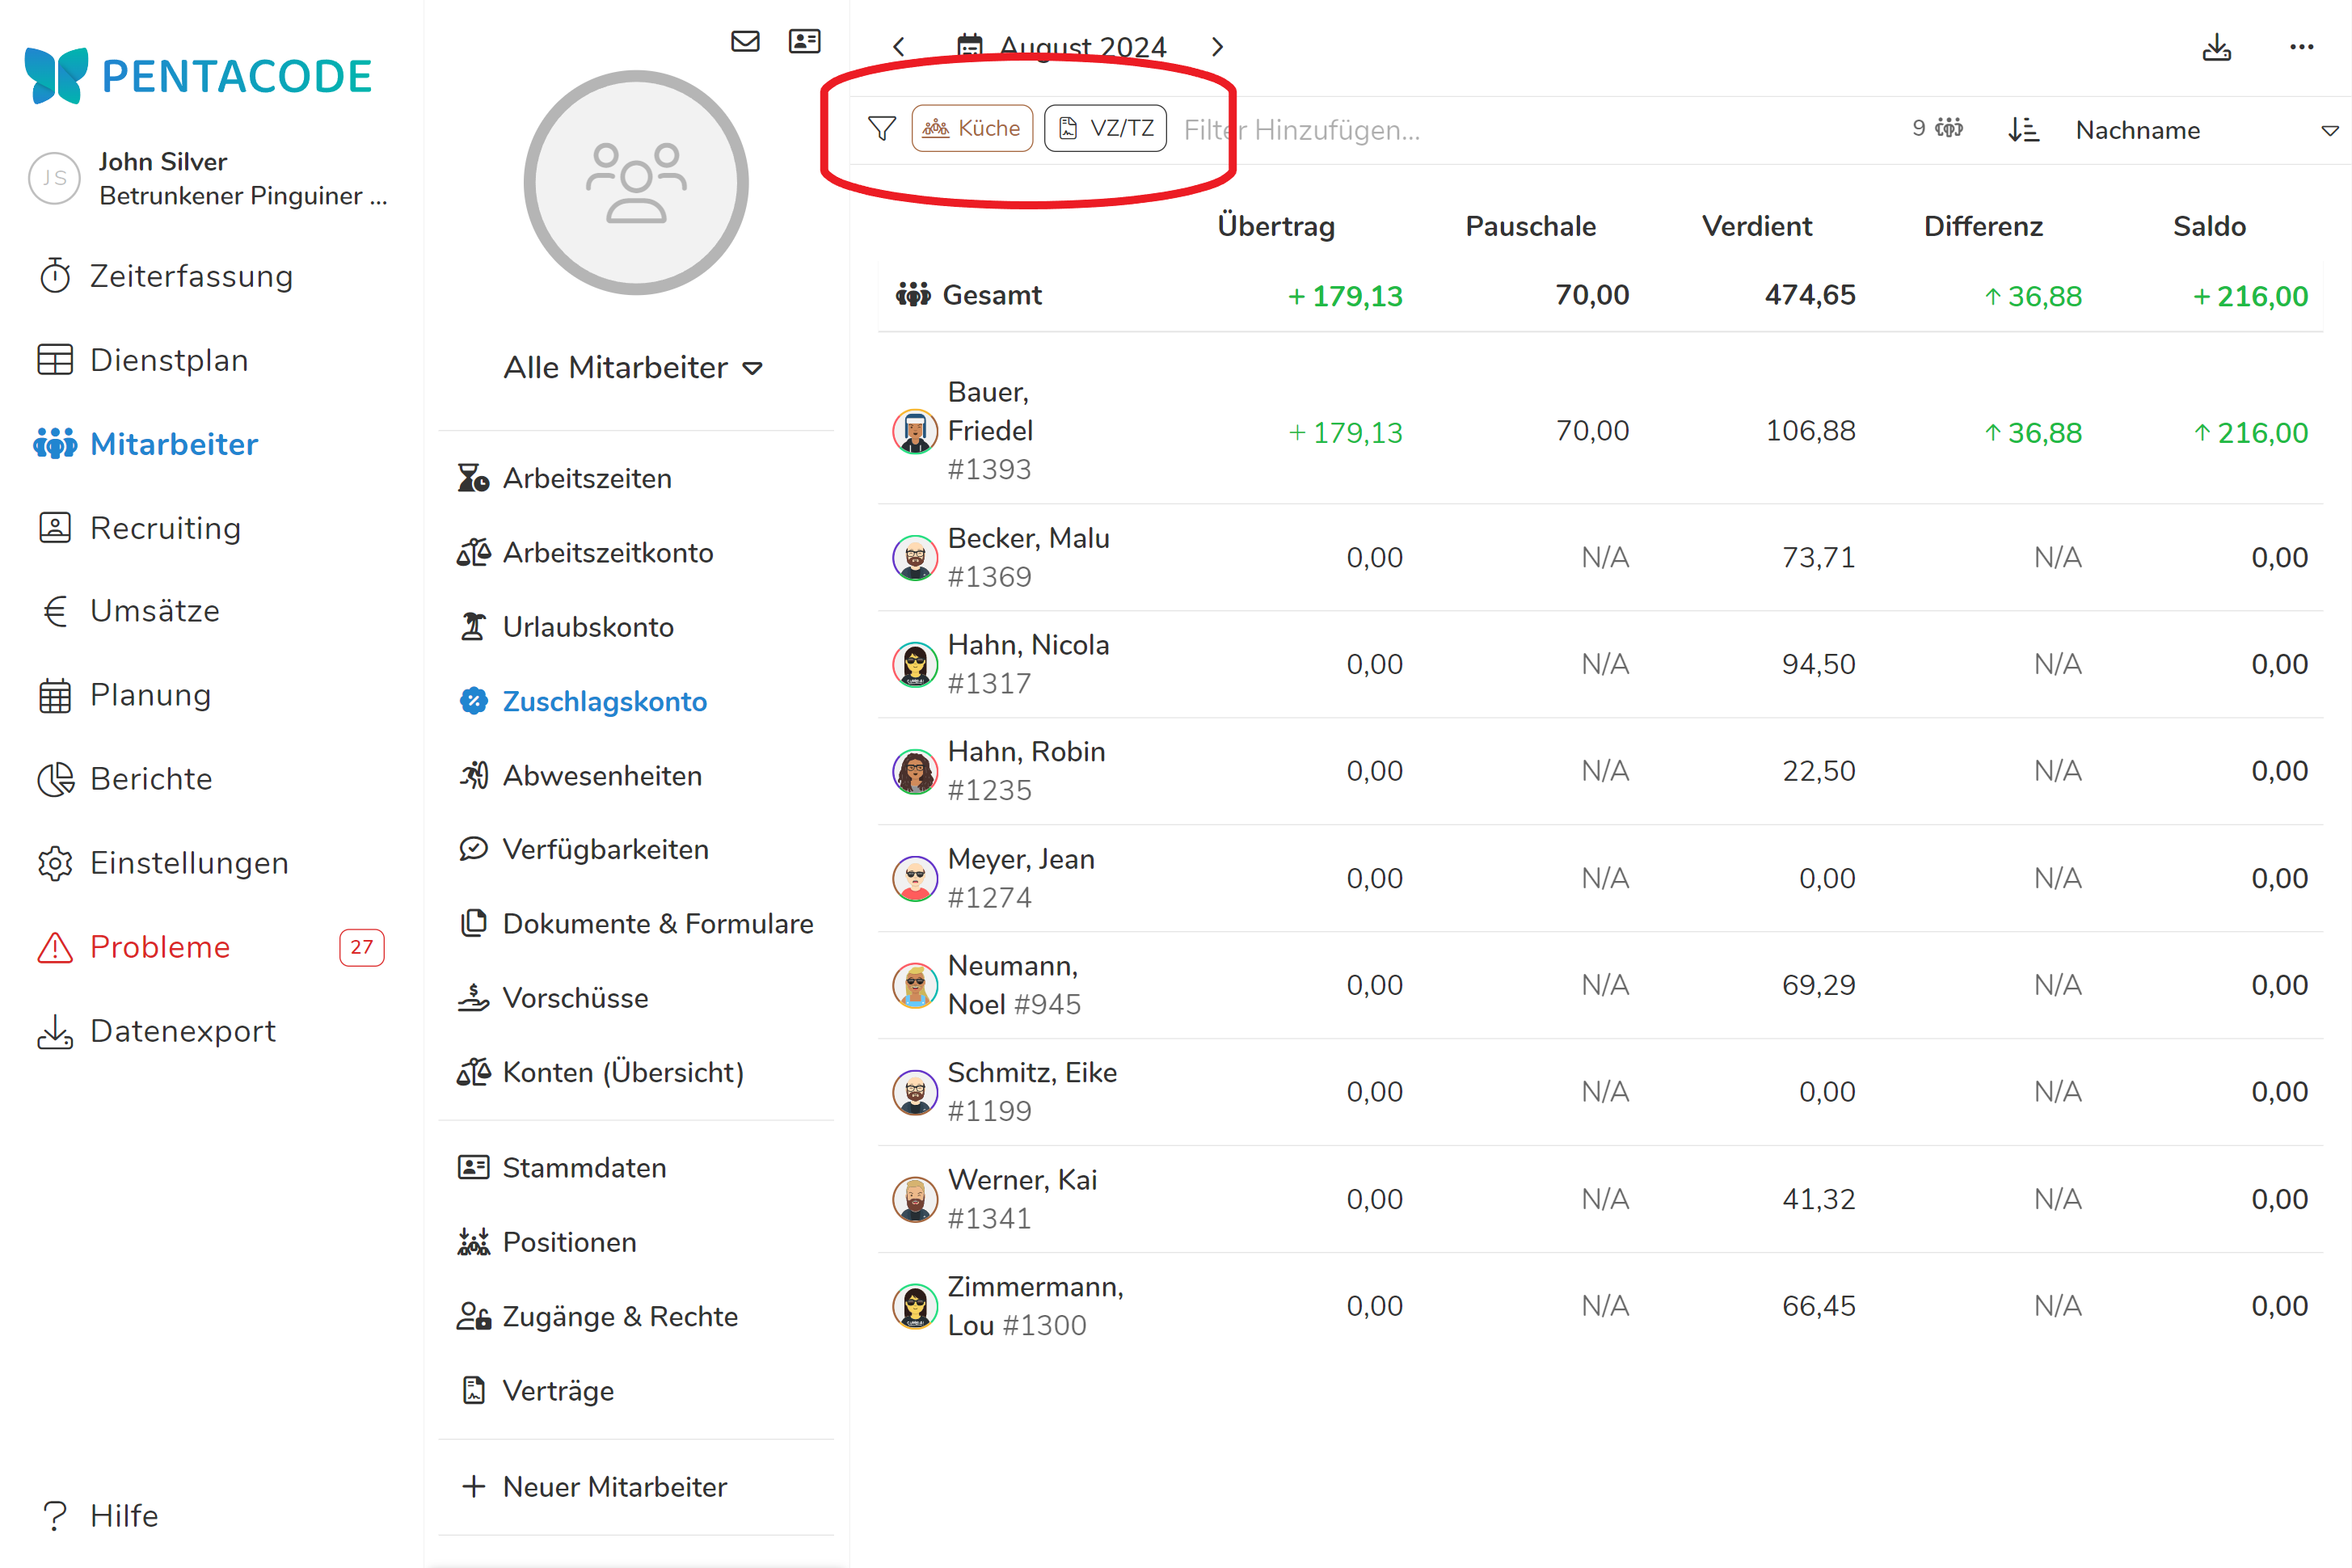 PENTACODE
JS
John Silver
Betrunkener Pinguiner ...
Zeiterfassung
Dienstplan
Mitarbeiter
Recruiting
Umsätze
Planung
Berichte
Einstellungen
Probleme
27
Datenexport
Hilfe
Alle Mitarbeiter
Arbeitszeiten
Arbeitszeitkonto
Urlaubskonto
Zuschlagskonto
Abwesenheiten
Verfügbarkeiten
Dokumente & Formulare
Vorschüsse
Konten (Übersicht)
Stammdaten
Positionen
Zugänge & Rechte
Verträge
+ Neuer Mitarbeiter
August 2024
Küche VZ/TZ Filter Hinzufügen... 9 Nachname
Übertrag Pauschale Verdient Differenz Saldo
Gesamt + 179,13 70,00 474,65 ↑ 36,88 + 216,00
Bauer,
Friedel + 179,13 70,00 106,88 ↑ 36,88 ↑ 216,00
#1393
Becker, Malu
#1369
0,00 N/A 73,71 N/A 0,00
Hahn, Nicola
#1317
0,00 N/A 94,50 N/A 0,00
Hahn, Robin
#1235
0,00 N/A 22,50 N/A 0,00
Meyer, Jean
#1274
0,00 N/A 0,00 N/A 0,00
Neumann,
Noel #945
0,00 N/A 69,29 N/A 0,00
Schmitz, Eike
#1199
0,00 N/A 0,00 N/A 0,00
Werner, Kai
#1341
0,00 N/A 41,32 N/A 0,00
Zimmermann,
Lou #1300
0,00 N/A 66,45 N/A 0,00